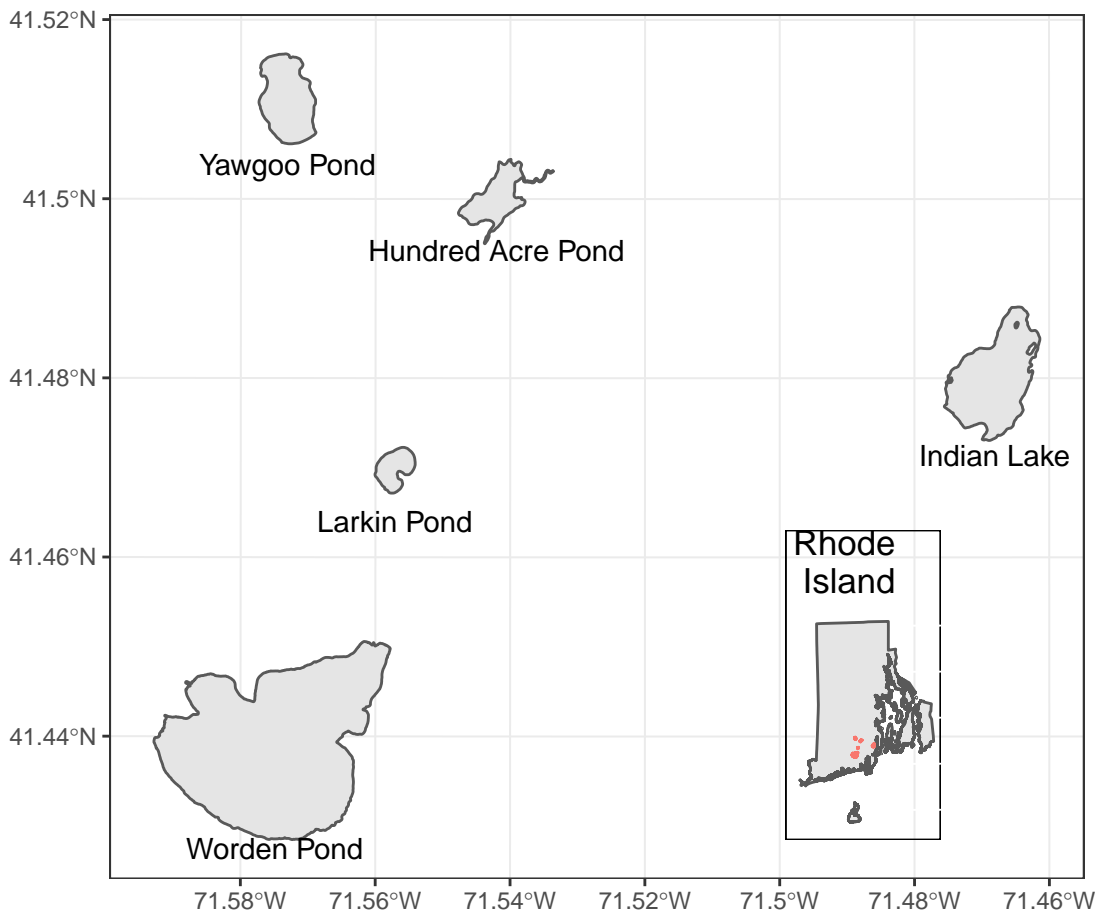 41.52°N
Yawgoo Pond
41.5°N
Hundred Acre Pond
41.48°N
Indian Lake
Larkin Pond
41.46°N
Rhode
Island
41.44°N
Worden Pond
71.58°W 71.56°W 71.54°W 71.52°W 71.5°W 71.48°W 71.46°W